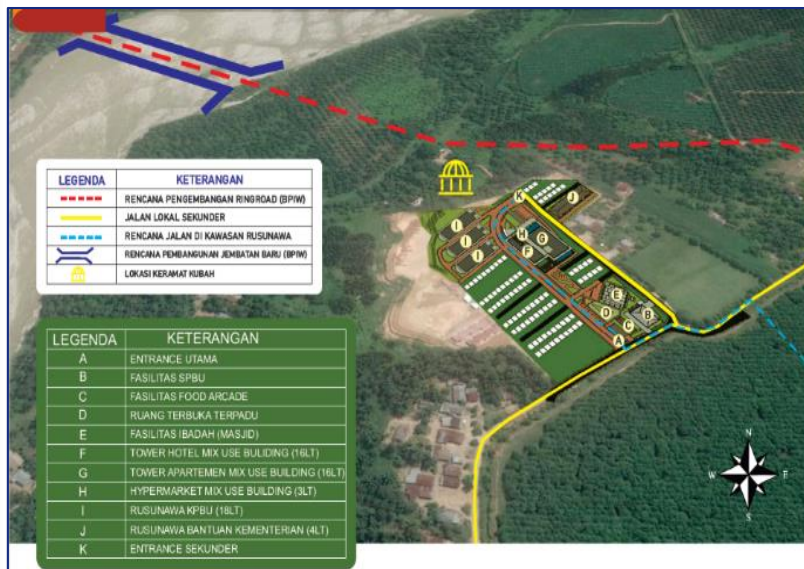 LEGENDA KETERANGAN
RENCANA PENGEMBANGAN RINGROAD (BPIW)
JALAN LOKAL SEKUNDER
RENCANA JALAN DI KAWASAN RUSUNAWA
RENCANA PEMBANGUNAN JEMBATAN BARU (BPIW)
LOKASI KERAMAT KUBAH
K
J
I
I
I
H
G
F
E
D
B
C
A
LEGENDA KETERANGAN
A ENTRANCE UTAMA
B FASILITAS SPBU
C FASILITAS FOOD ARCADE
D RUANG TERBUKA TERPADU
E FASILITAS IBADAH (MASJID)
F TOWER HOTEL MIX USE BULIDING (16LT)
G TOWER APARTEMEN MIX USE BUILDING (16LT)
H HYPERMARKET MIX USE BUILDING (3LT)
I RUSUNAWA KPBU (18LT)
J RUSUNAWA BANTUAN KEMENTERIAN (4LT)
K ENTRANCE SEKUNDER
N
W
S